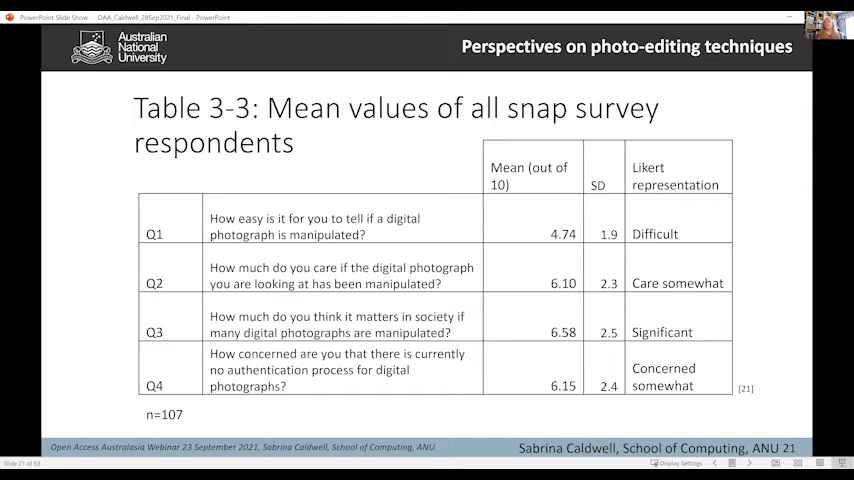 PowerPoint Slide Show - OAA_Caldwell_28Sep2021_Final - PowerPoint
Australian
National
University
Perspectives on photo-editing techniques
Table 3-3: Mean values of all snap survey
respondents
Mean (out of
10)
SD
Likert
representation
Q1
How easy is it for you to tell if a digital
photograph is manipulated?
4.74
1.9
Difficult
Q2
How much do you care if the digital photograph
you are looking at has been manipulated?
6.10
2.3
Care somewhat
Q3
How much do you think it matters in society if
many digital photographs are manipulated?
6.58
2.5
Significant
Q4
How concerned are you that there is currently
no authentication process for digital
photographs?
6.15
2.4
Concerned
somewhat
[21]
n=107
Open Access Australasia Webinar 23 September 2021, Sabrina Caldwell, School of Computing, ANU
Sabrina Caldwell, School of Computing, ANU 21
Slide 21 of 53
Display Settings